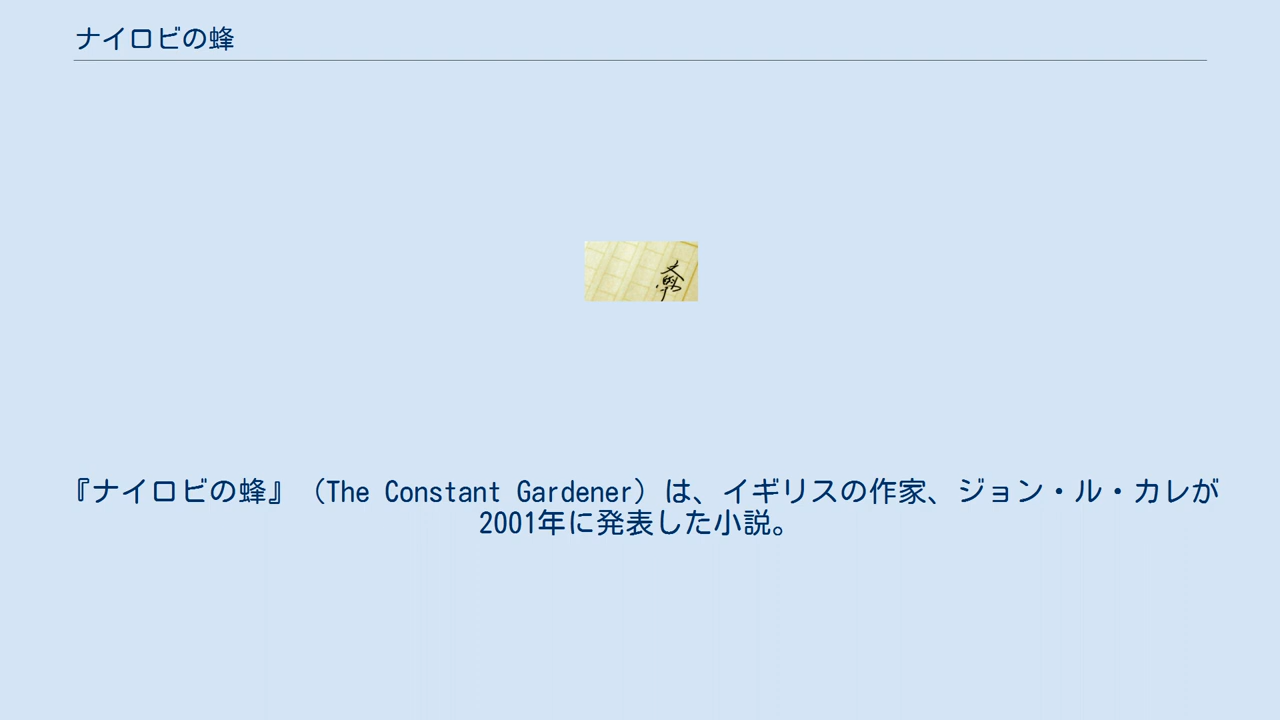 ナイロビの蜂
『ナイロビの蜂』（The Constant Gardener）は、イギリスの作家、ジョン・ル・カレが
2001年に発表した小説。